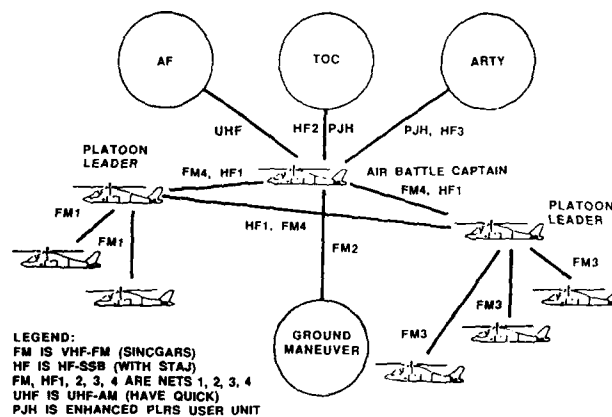 AF
TOC
ARTY
UHF
HF2 PJH
PJH, HF3
PLATOON
LEADER
FM4, HF1
AIR BATTLE CAPTAIN
FM4, HF1
FM1
FM1
HF1, FM4
PLATOON
LEADER
FM2
FM3
FM3
FM3
GROUND
MANEUVER
LEGEND:
FM IS VHF-FM (SINCGARS)
HF IS HF-SSB (WITH STAJ)
FM, HF1, 2, 3, 4 ARE NETS 1, 2, 3, 4
UHF IS UHF-AM (HAVE QUICK)
PJH IS ENHANCED PLRS USER UNIT